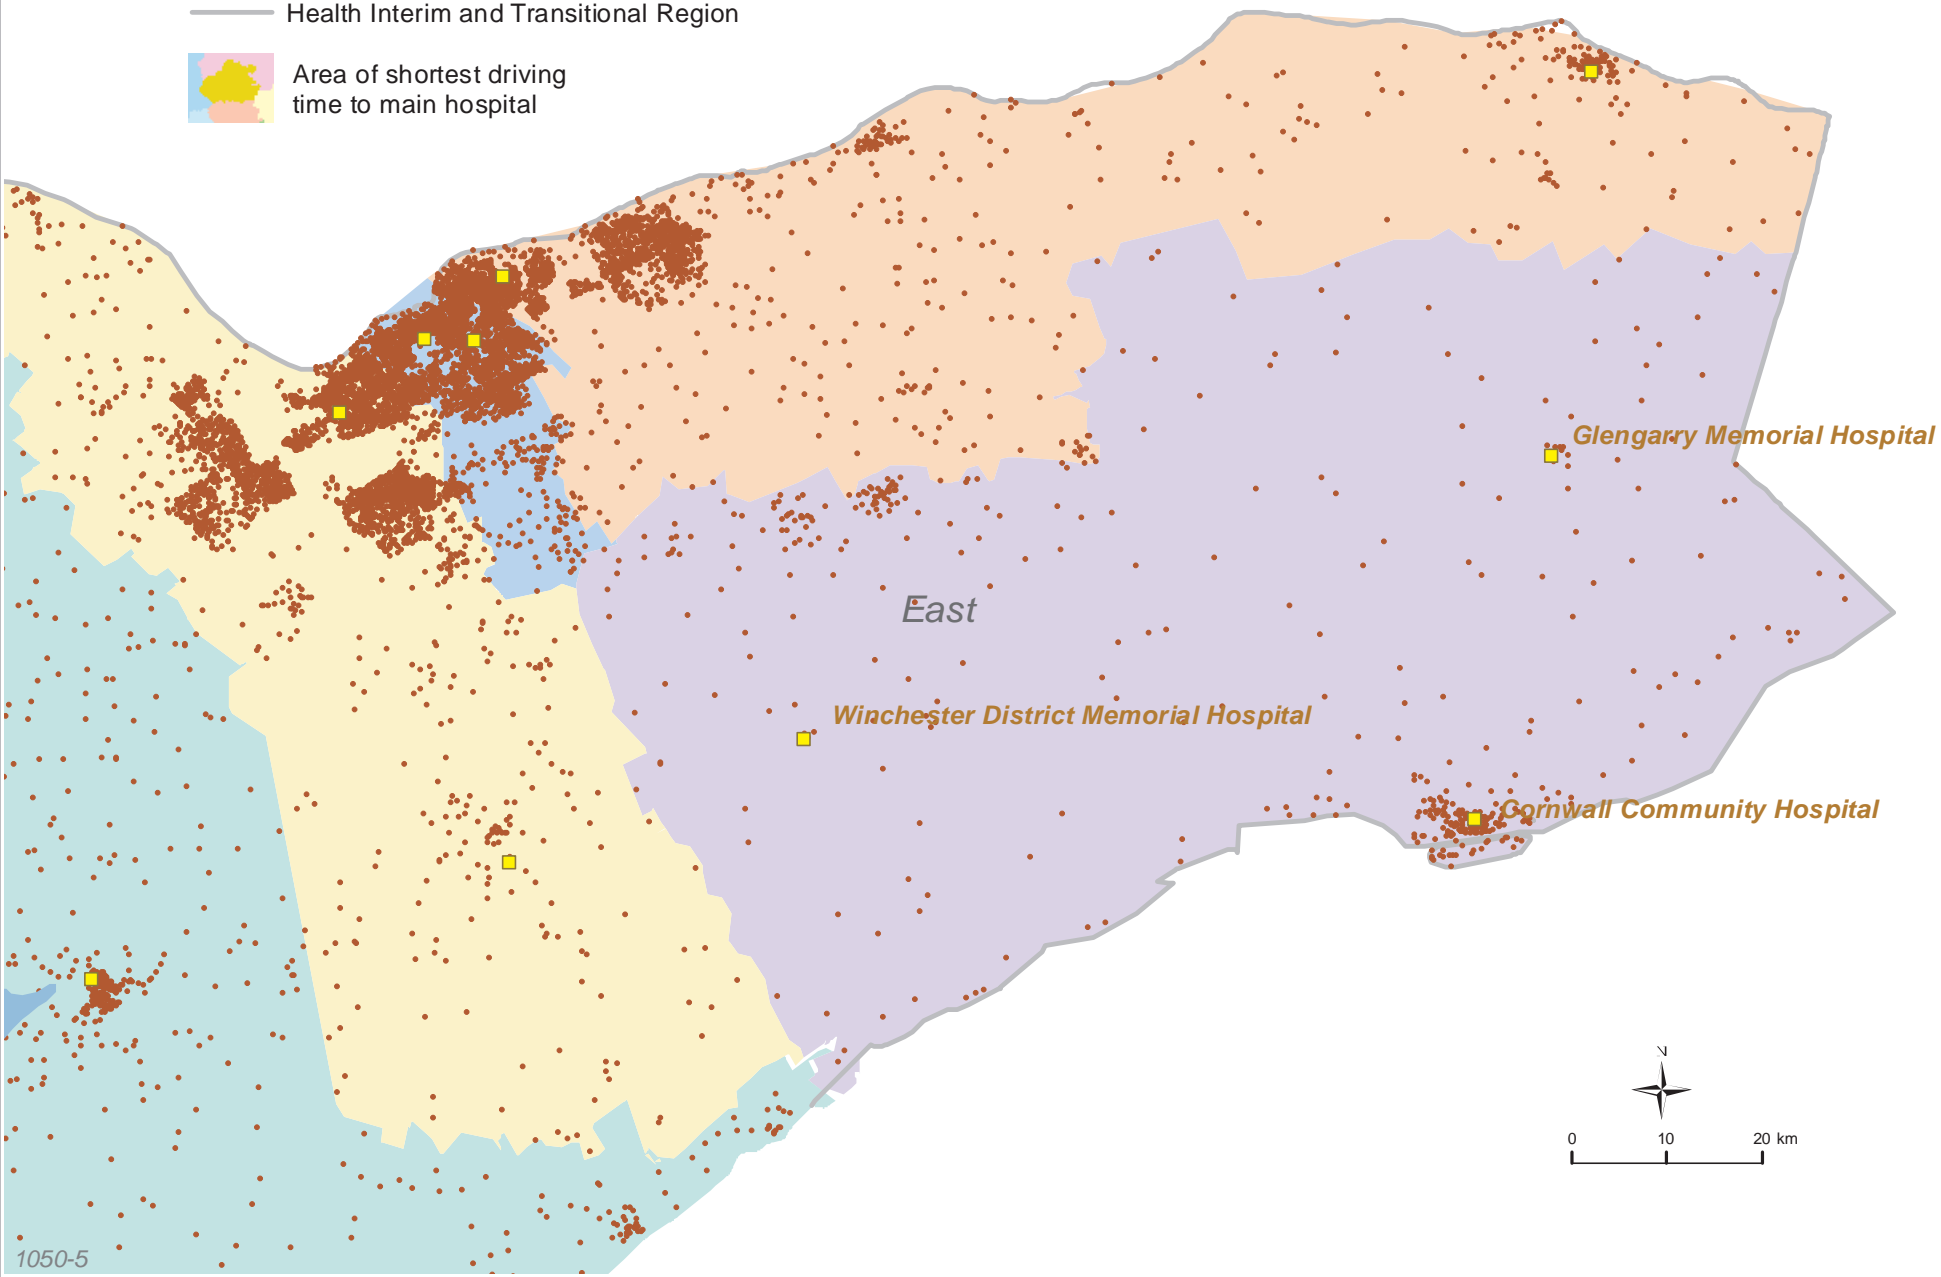 Health Interim and Transitional Region
Area of shortest driving
time to main hospital
Glengarry Memorial Hospital
East
Winchester District Memorial Hospital
Cornwall Community Hospital
N
0 10 20 km
1050-5